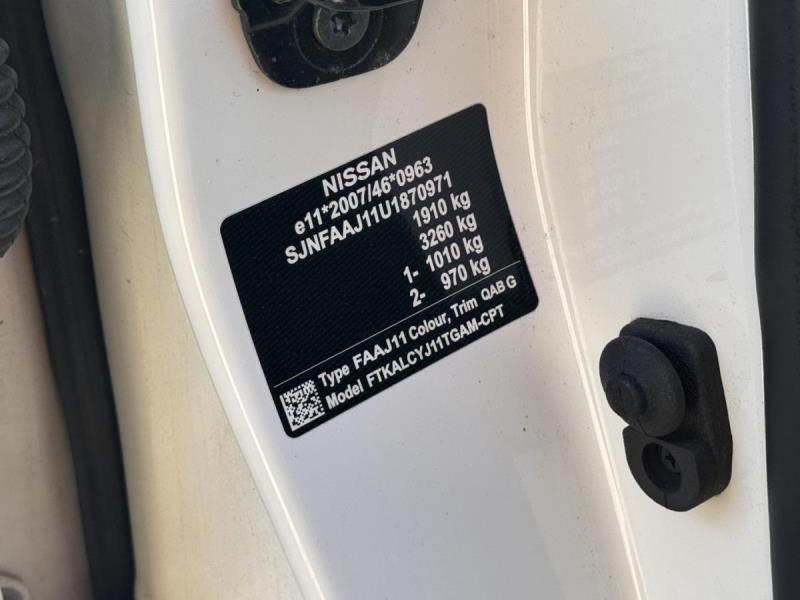 NISSAN
e11*2007/46*0963
SJNFAAJ11U1870971
1910 kg
3260 kg
1- 1010 kg
2- 970 kg
Type FAAJ11 Colour, Trim QAB G
Model FTKALCYJ11TGAM-CPT